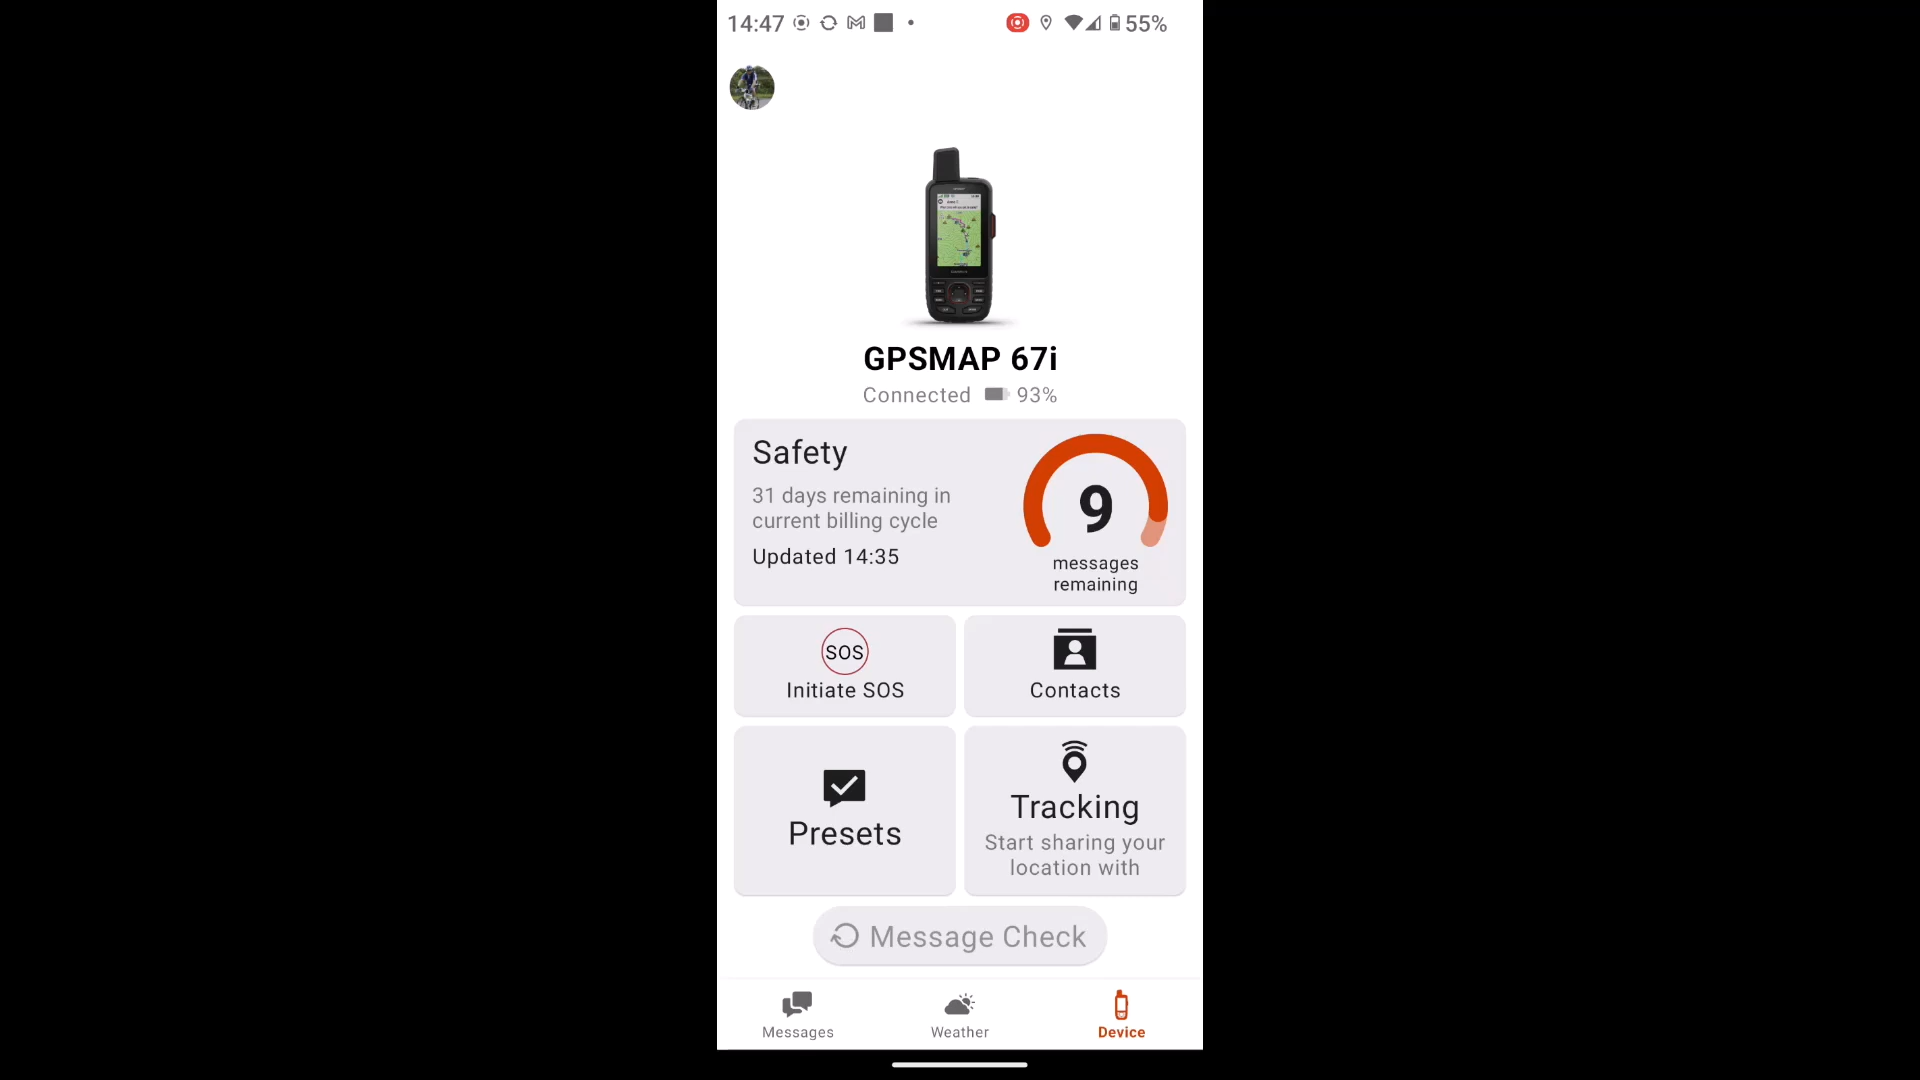 14:47
55%
GPSMAP 67i
Connected 93%
Safety
31 days remaining in
current billing cycle
Updated 14:35
9
messages
remaining
SOS
Initiate SOS
Contacts
Presets
Tracking
Start sharing your
location with
Message Check
Messages
Weather
Device